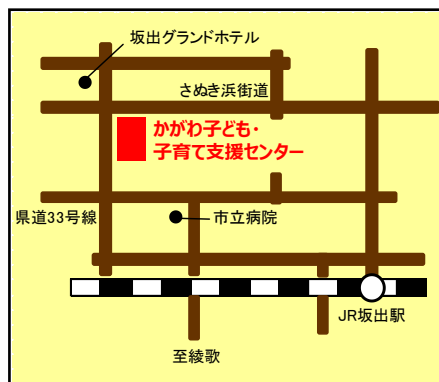 坂出グランドホテル
さぬき浜街道
かがわ子ども・
子育て支援センター
県道33号線
市立病院
JR坂出駅
至綾歌